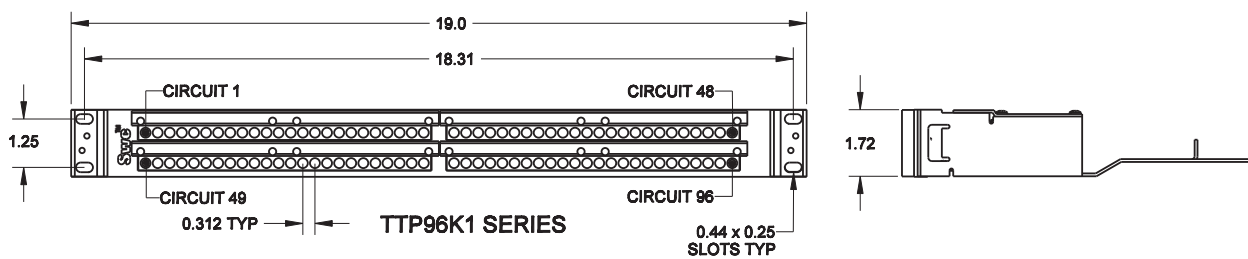 19.0
18.31
CIRCUIT 1
CIRCUIT 48
1.25
Swc™
1.72
CIRCUIT 49
CIRCUIT 96
0.312 TYP
TTP96K1 SERIES
0.44 x 0.25
SLOTS TYP